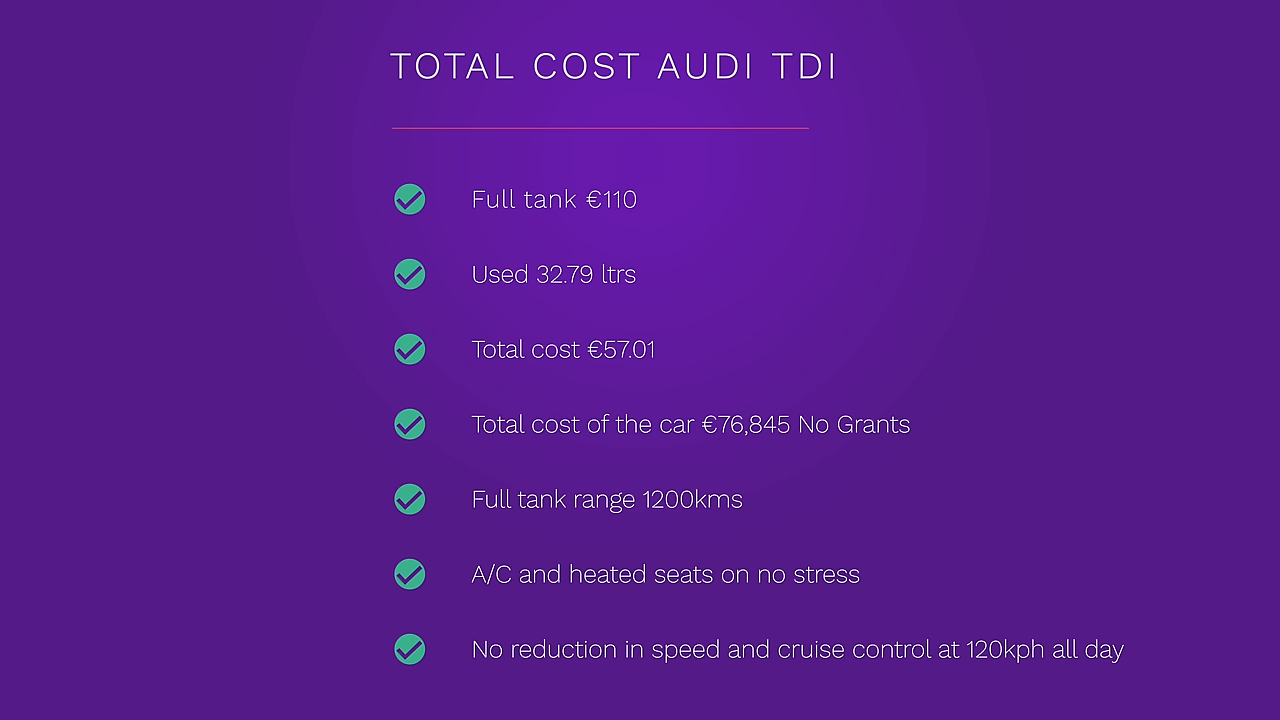 TOTAL COST AUDI TDI
Full tank €110
Used 32.79 ltrs
Total cost €57.01
Total cost of the car €76,845 No Grants
Full tank range 1200kms
A/C and heated seats on no stress
No reduction in speed and cruise control at 120kph all day